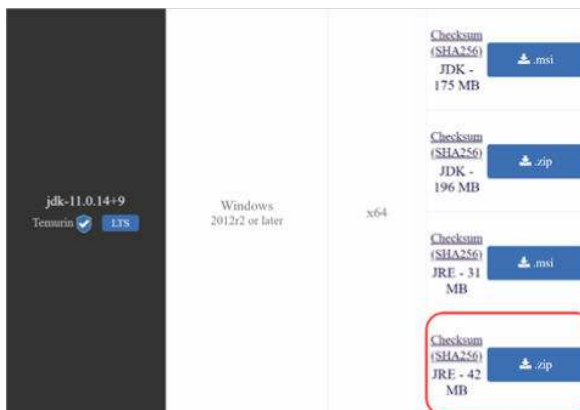 jdk-11.0.14+9
Temurin LTS
Windows
2012r2 or later
x64
Checksum
(SHA256)
JDK -
175 MB
.msi
Checksum
(SHA256)
JDK -
196 MB
.zip
Checksum
(SHA256)
JRE - 31
MB
.msi
Checksum
(SHA256)
JRE - 42
MB
.zip